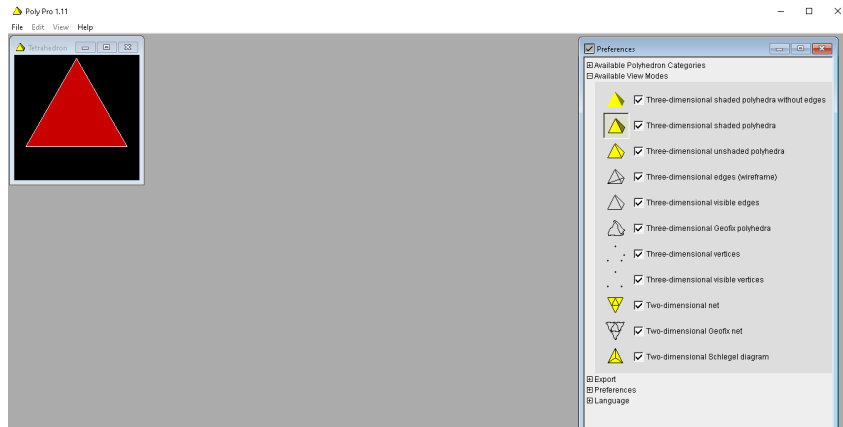 Poly Pro 1.11
File Edit View Help
Tetrahedron
Preferences
Available Polyhedron Categories
Available View Modes
Three-dimensional shaded polyhedra without edges
Three-dimensional shaded polyhedra
Three-dimensional unshaded polyhedra
Three-dimensional edges (wireframe)
Three-dimensional visible edges
Three-dimensional Geofix polyhedra
Three-dimensional vertices
Three-dimensional visible vertices
Two-dimensional net
Two-dimensional Geofix net
Two-dimensional Schlegel diagram
Export
Preferences
Language